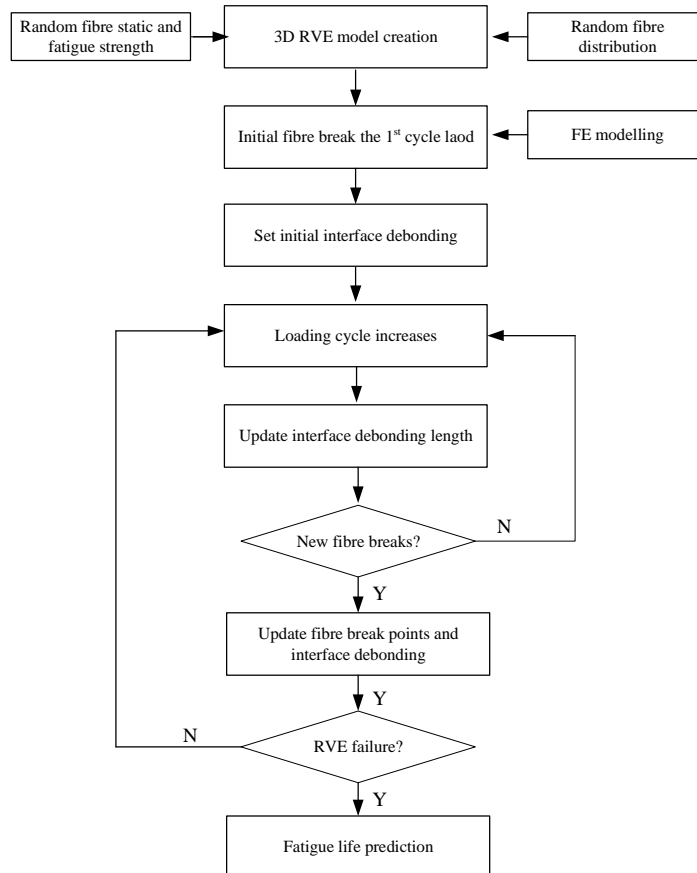 Random fibre static and
fatigue strength
3D RVE model creation
Random fibre
distribution
Initial fibre break the 1st cycle laod
FE modelling
Set initial interface debonding
Loading cycle increases
Update interface debonding length
New fibre breaks?
N
Y
Update fibre break points and
interface debonding
Y
N
RVE failure?
Y
Fatigue life prediction